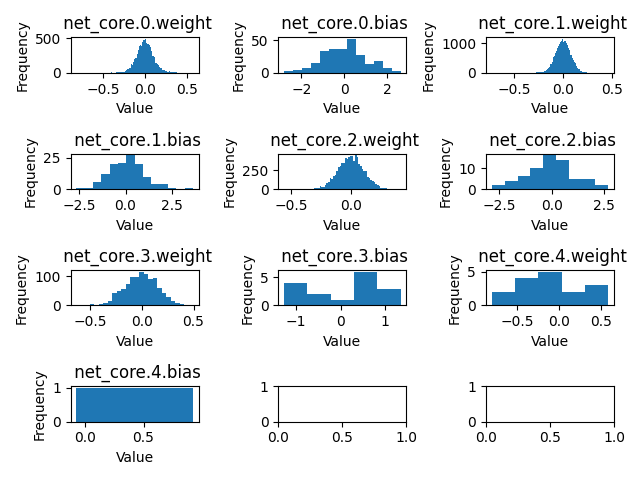 net_core.0.weight net_core.0.bias net_core.1.weight
Frequency 500 0 Frequency 50 0 Frequency 1000 0
−0.5 0.0 0.5 −2 0 2 −0.5 0.0 0.5
Value Value Value
net_core.1.bias net_core.2.weight net_core.2.bias
Frequency 25 0 Frequency 250 0 Frequency 10 0
−2.5 0.0 2.5 −0.5 0.0 −2.5 0.0 2.5
Value Value Value
net_core.3.weight net_core.3.bias net_core.4.weight
Frequency 100 0 Frequency 5 0 Frequency 5 0
−0.5 0.0 0.5 −1 0 1 −0.5 0.0 0.5
Value Value Value
net_core.4.bias
Frequency 1 0 1 0 1 0
0.0 0.5 0.0 0.5 1.0 0.0 0.5 1.0
Value